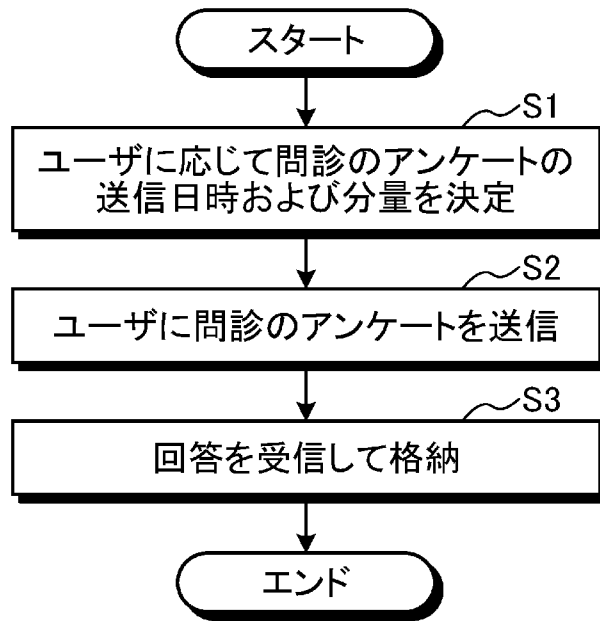 スタート
S1
ユーザに応じて問診のアンケートの
送信日時および分量を決定
S2
ユーザに問診のアンケートを送信
S3
回答を受信して格納
エンド